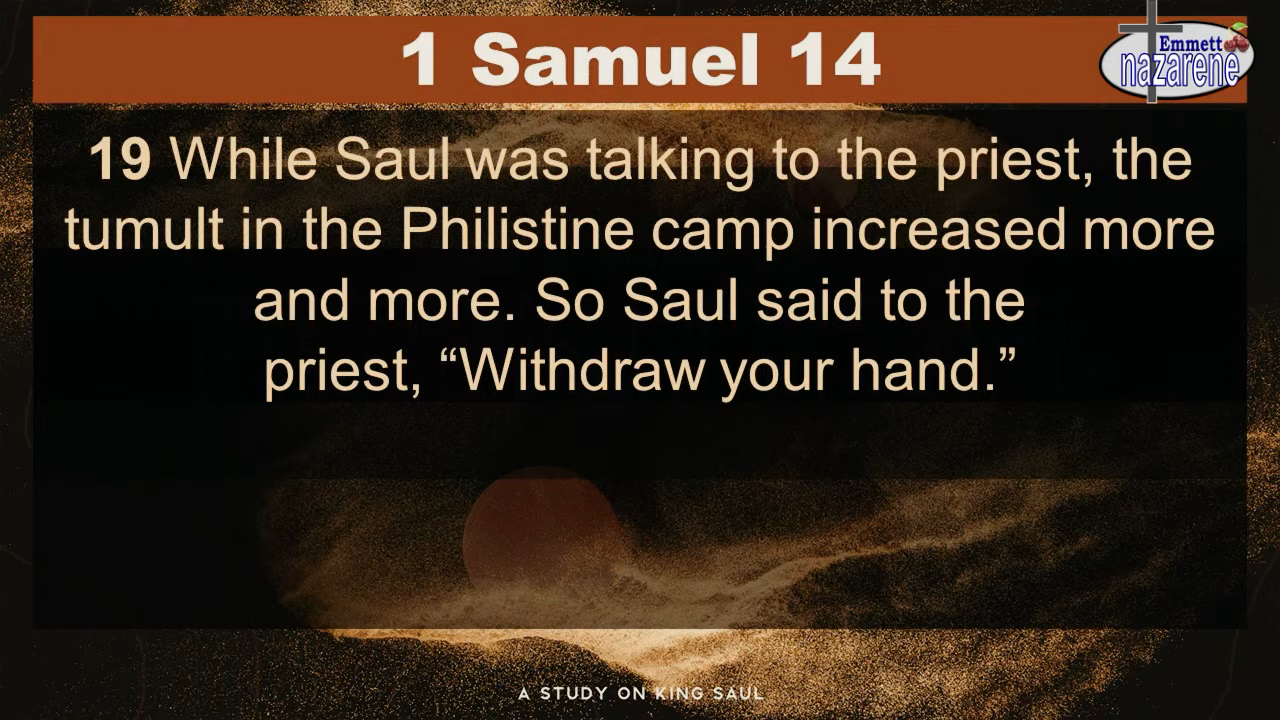 1 Samuel 14
Emmett
nazarene
19 While Saul was talking to the priest, the
tumult in the Philistine camp increased more
and more. So Saul said to the
priest, “Withdraw your hand.”
A STUDY ON KING SAUL